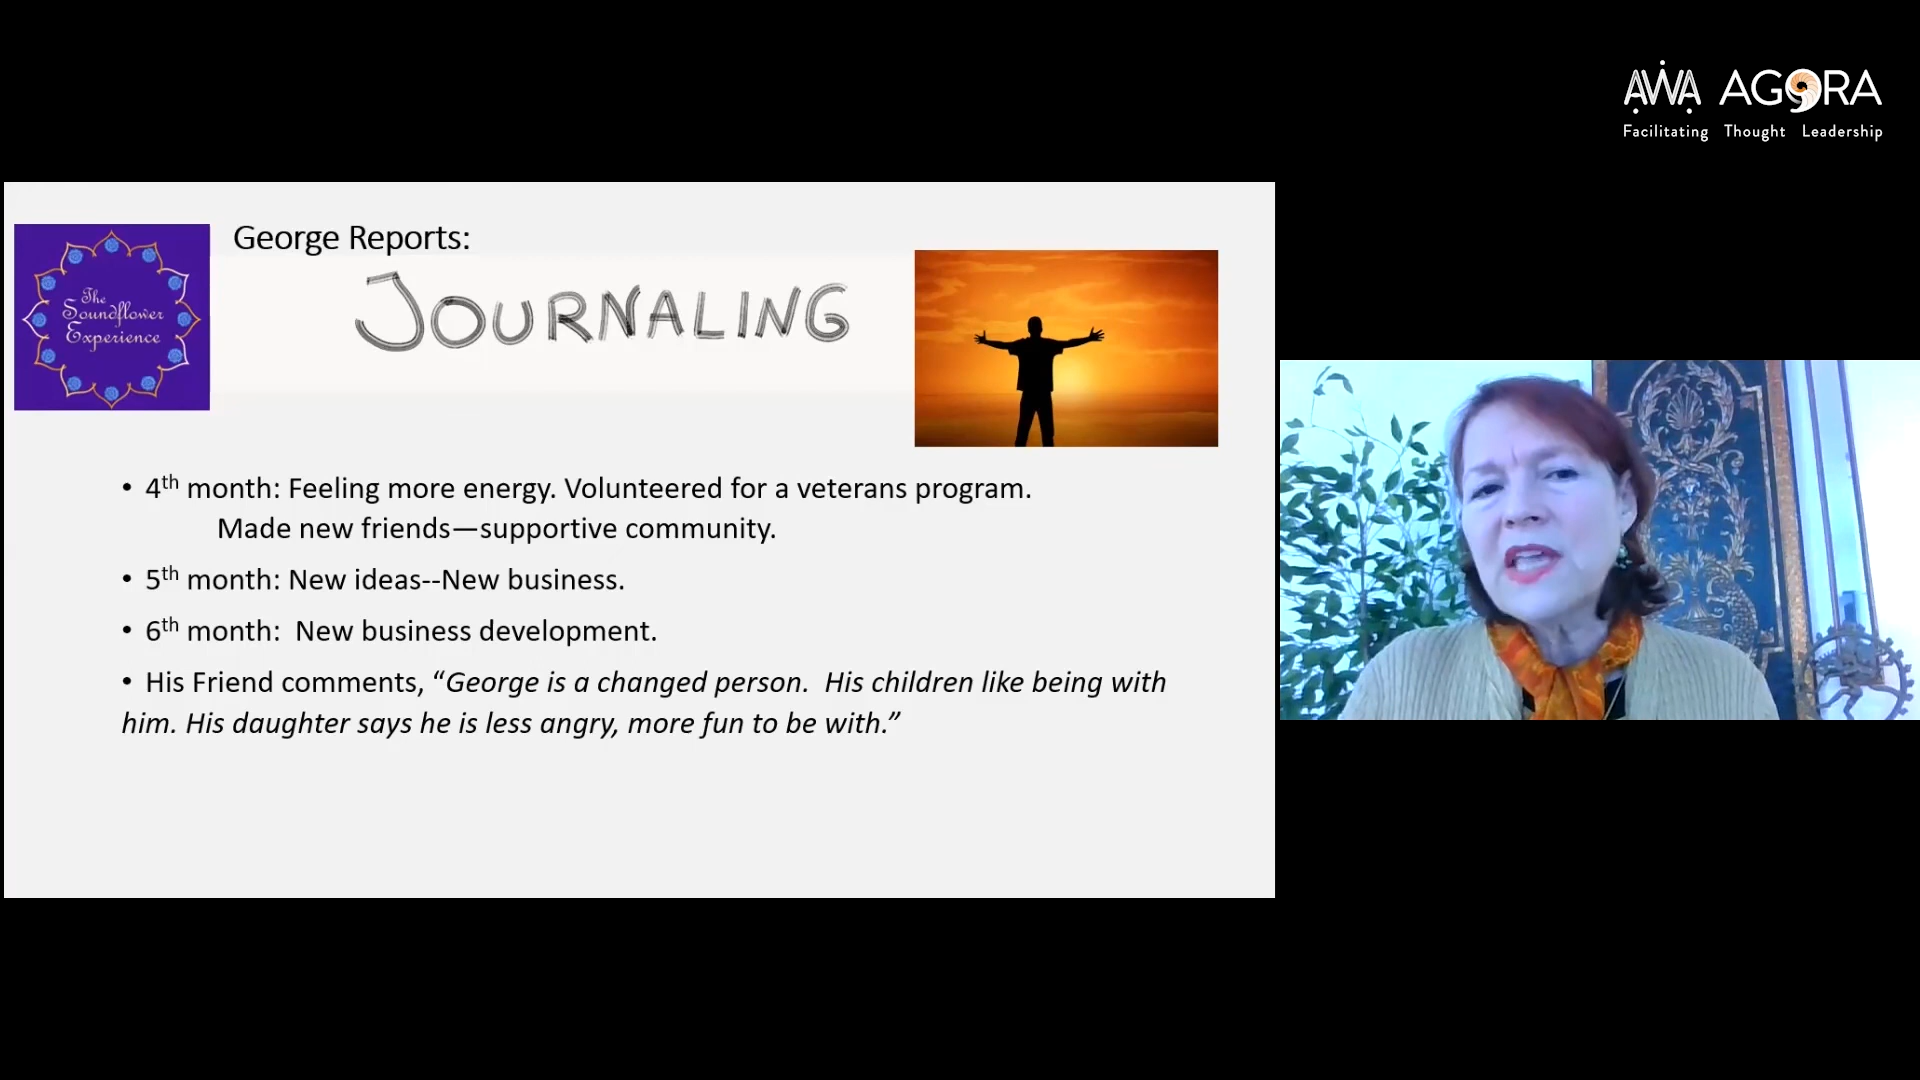 AWA AGORA
Facilitating Thought Leadership
George Reports:
The
Soundflower
Experience
JOURNALING
• 4th month: Feeling more energy. Volunteered for a veterans program.
Made new friends—supportive community.
• 5th month: New ideas--New business.
• 6th month:  New business development.
• His Friend comments, “George is a changed person.  His children like being with
him. His daughter says he is less angry, more fun to be with.”